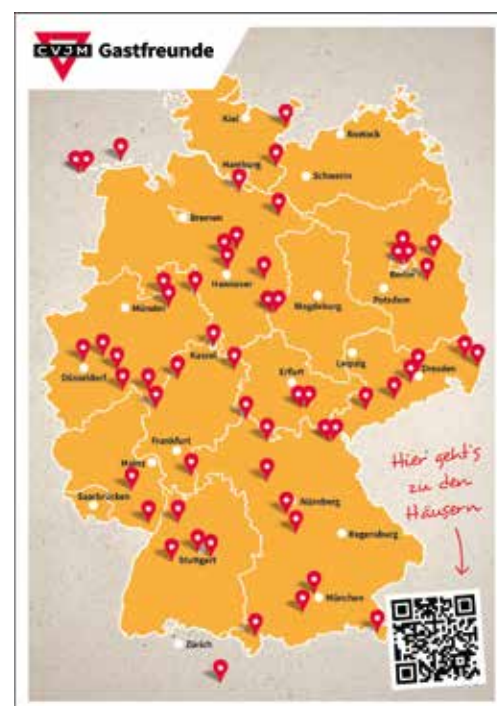 CVJM Gastfreunde
Kiel
Rostock
Hamburg
Schwerin
Bremen
Hannover
Berlin
Potsdam
Magdeburg
Münster
Kassel
Düsseldorf
Erfurt
Leipzig
Dresden
Frankfurt
Mainz
Saarbrücken
Nürnberg
Regensburg
Stuttgart
München
Zürich
Hier geht's
zu den
Häusern